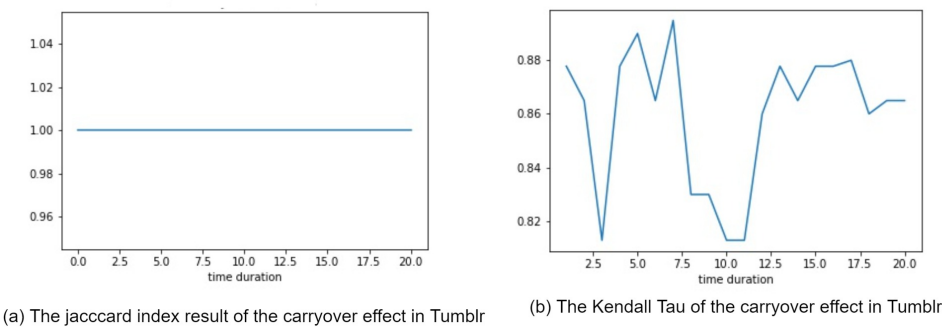 1.04
1.02
1.00
0.98
0.96
0.0 2.5 5.0 7.5 10.0 12.5 15.0 17.5 20.0
time duration
(a) The jacccard index result of the carryover effect in Tumblr
0.88
0.86
0.84
0.82
2.5 5.0 7.5 10.0 12.5 15.0 17.5 20.0
time duration
(b) The Kendall Tau of the carryover effect in Tumblr